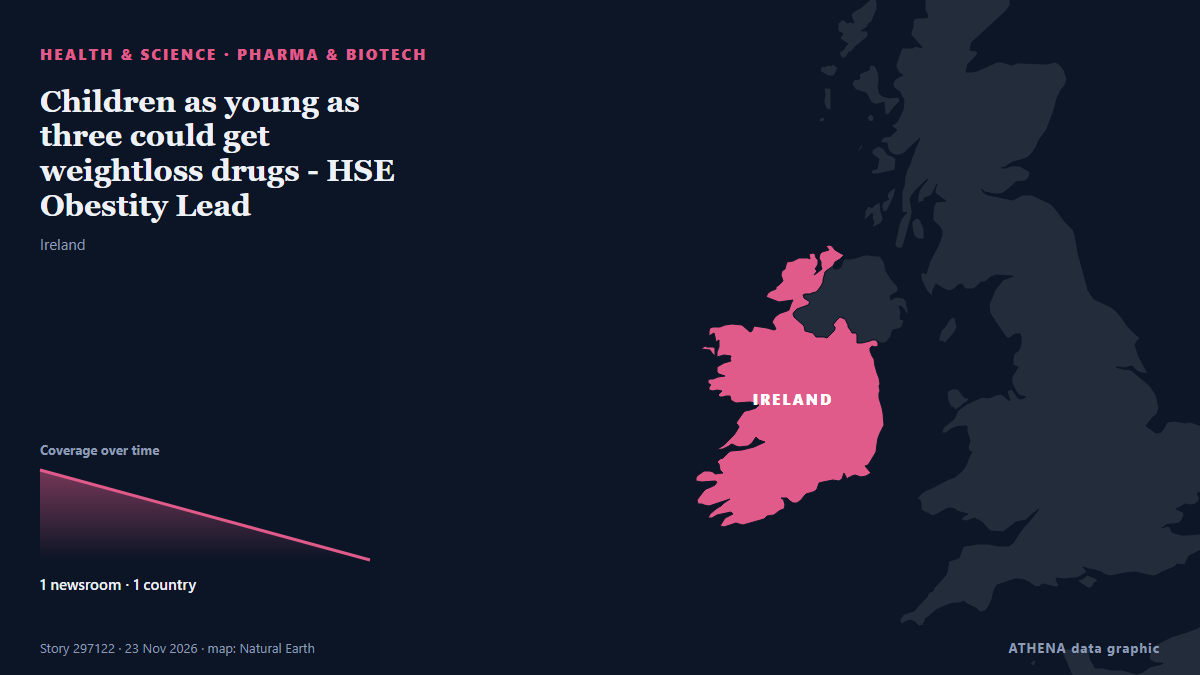 HEALTH & SCIENCE · PHARMA & BIOTECH
Children as young as
three could get
weightloss drugs - HSE
Obestity Lead
Ireland
IRELAND
Coverage over time
1 newsroom · 1 country
Story 297122 · 23 Nov 2026 · map: Natural Earth
ATHENA data graphic